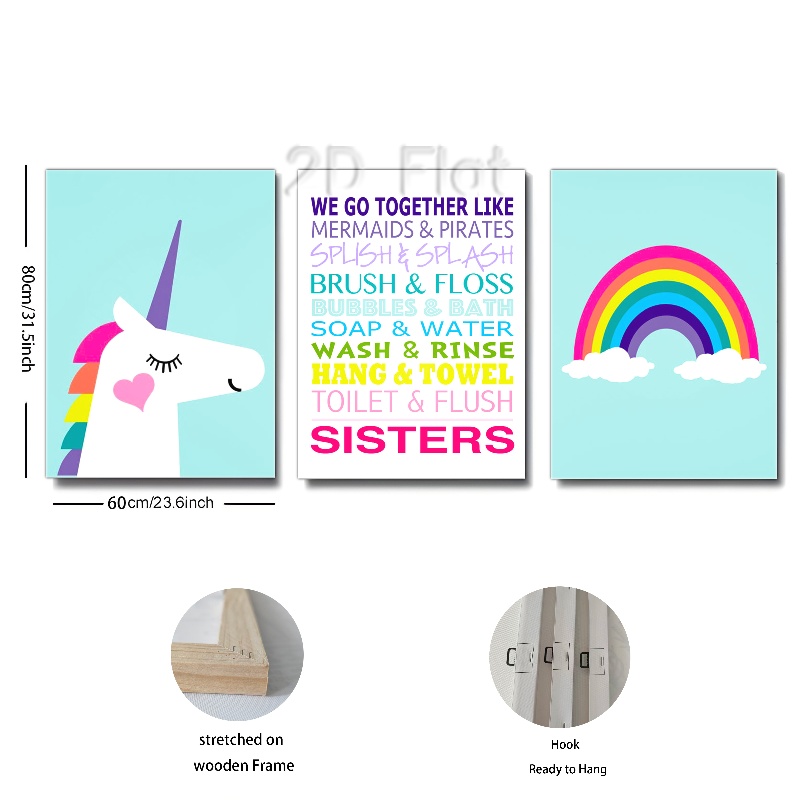 2D Flat
WE GO TOGETHER LIKE
MERMAIDS & PIRATES
SPLISH & SPLASH
BRUSH & FLOSS
BUBBLES & BATH
SOAP & WATER
WASH & RINSE
HANG & TOWEL
TOILET & FLUSH
SISTERS
80cm/31.5inch
60cm/23.6inch
stretched on
wooden Frame
Hook
Ready to Hang